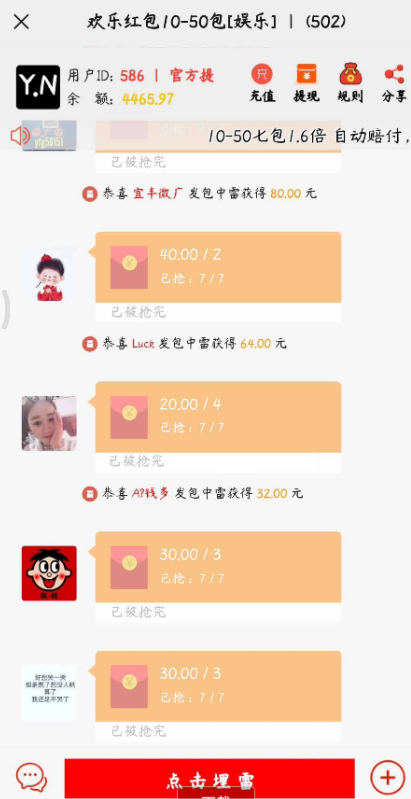 欢乐红包10-50包[娱乐] | (502)
Y.N
用户ID: 586 | 官方提
余 额: 4465.97
充值
提现
规则
分享
10-50七包1.6倍 自动赔付,
已被抢完
恭喜 宜丰微厂 发包中雷获得 80.00 元
40.00 / 2
已抢: 7 / 7
已被抢完
恭喜 Luck 发包中雷获得 64.00 元
20.00 / 4
已抢: 7 / 7
已被抢完
恭喜 A?钱多 发包中雷获得 32.00 元
30.00 / 3
已抢: 7 / 7
已被抢完
30.00 / 3
已抢: 7 / 7
已被抢完
点击埋雷